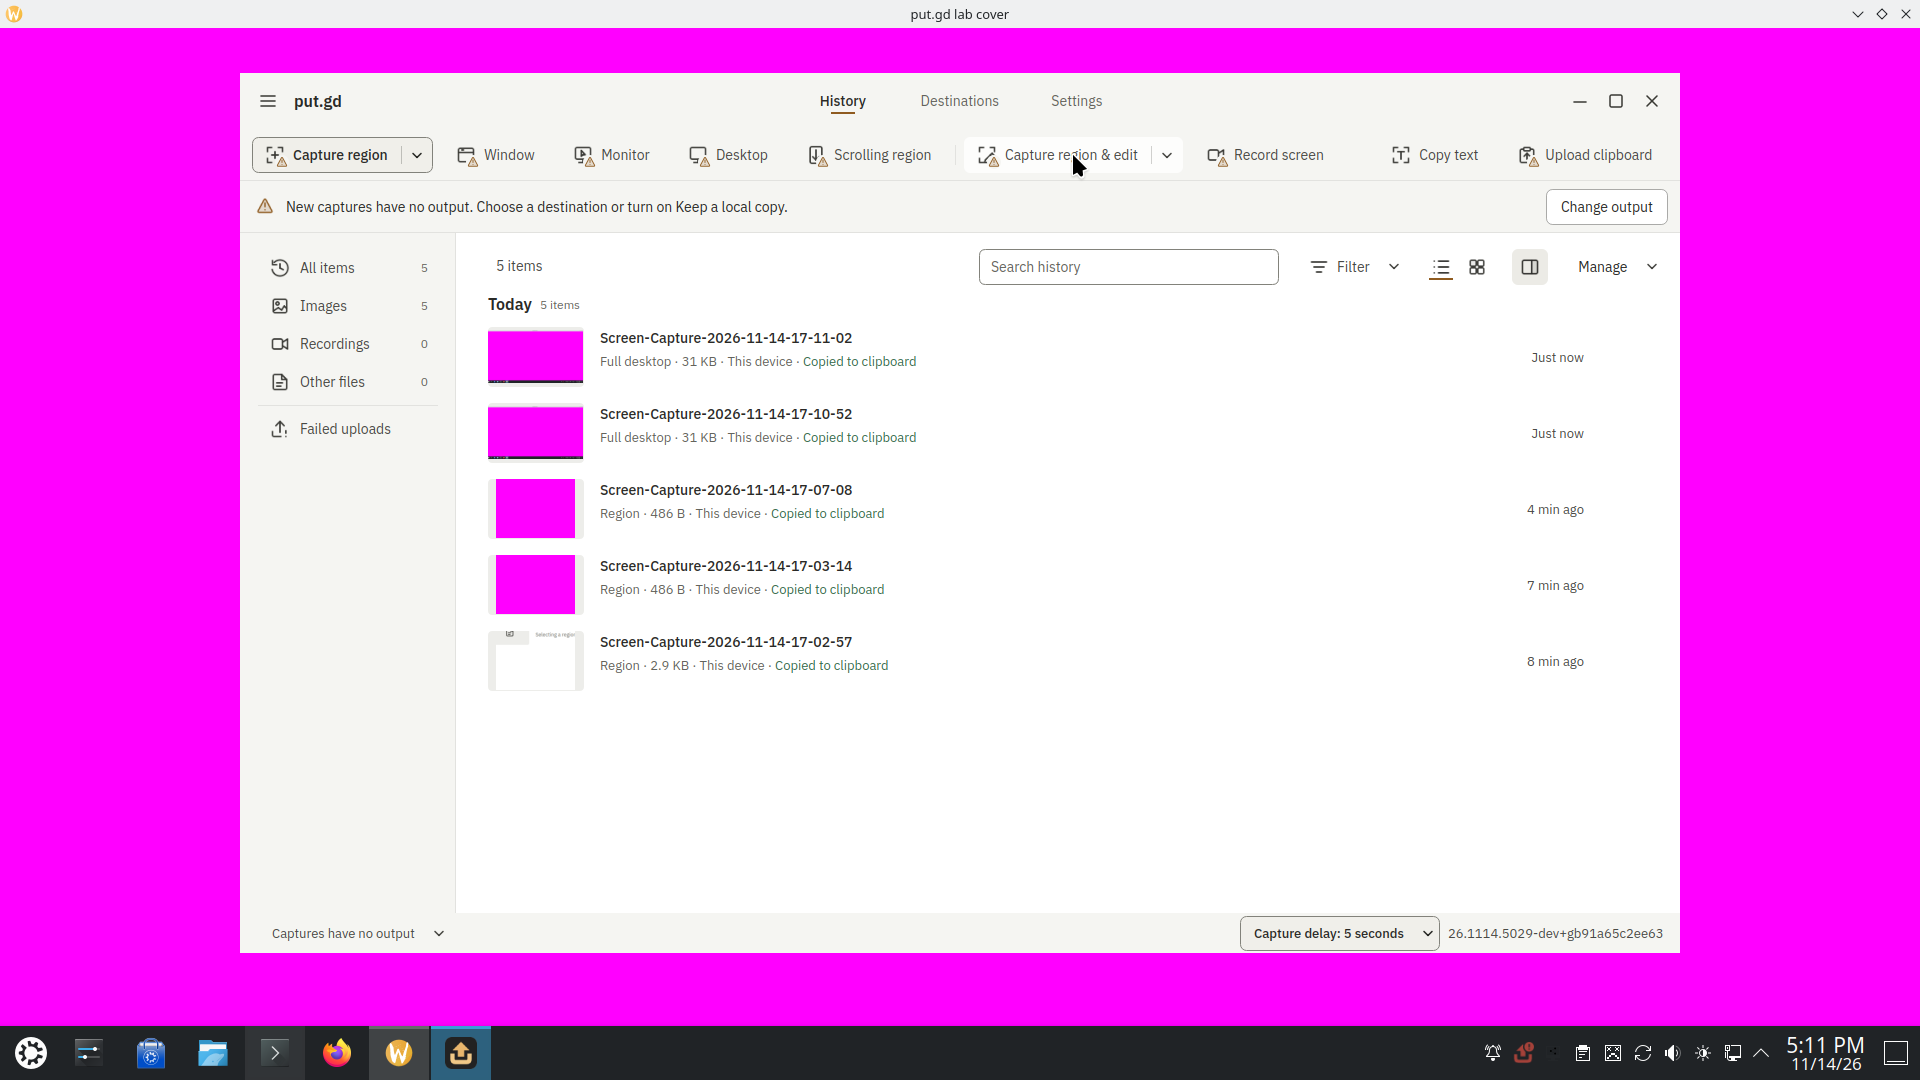 put.gd lab cover
put.gd
History
Destinations
Settings
Capture region
Window
Monitor
Desktop
Scrolling region
Capture region & edit
Record screen
Copy text
Upload clipboard
New captures have no output. Choose a destination or turn on Keep a local copy.
Change output
All items 5
Images 5
Recordings 0
Other files 0
Failed uploads
5 items
Search history
Filter
Manage
Today 5 items
Screen-Capture-2026-11-14-17-11-02
Full desktop · 31 KB · This device · Copied to clipboard
Just now
Screen-Capture-2026-11-14-17-10-52
Full desktop · 31 KB · This device · Copied to clipboard
Just now
Screen-Capture-2026-11-14-17-07-08
Region · 486 B · This device · Copied to clipboard
4 min ago
Screen-Capture-2026-11-14-17-03-14
Region · 486 B · This device · Copied to clipboard
7 min ago
Selecting a region
Screen-Capture-2026-11-14-17-02-57
Region · 2.9 KB · This device · Copied to clipboard
8 min ago
Captures have no output
Capture delay: 5 seconds
26.1114.5029-dev+gb91a65c2ee63
5:11 PM
11/14/26